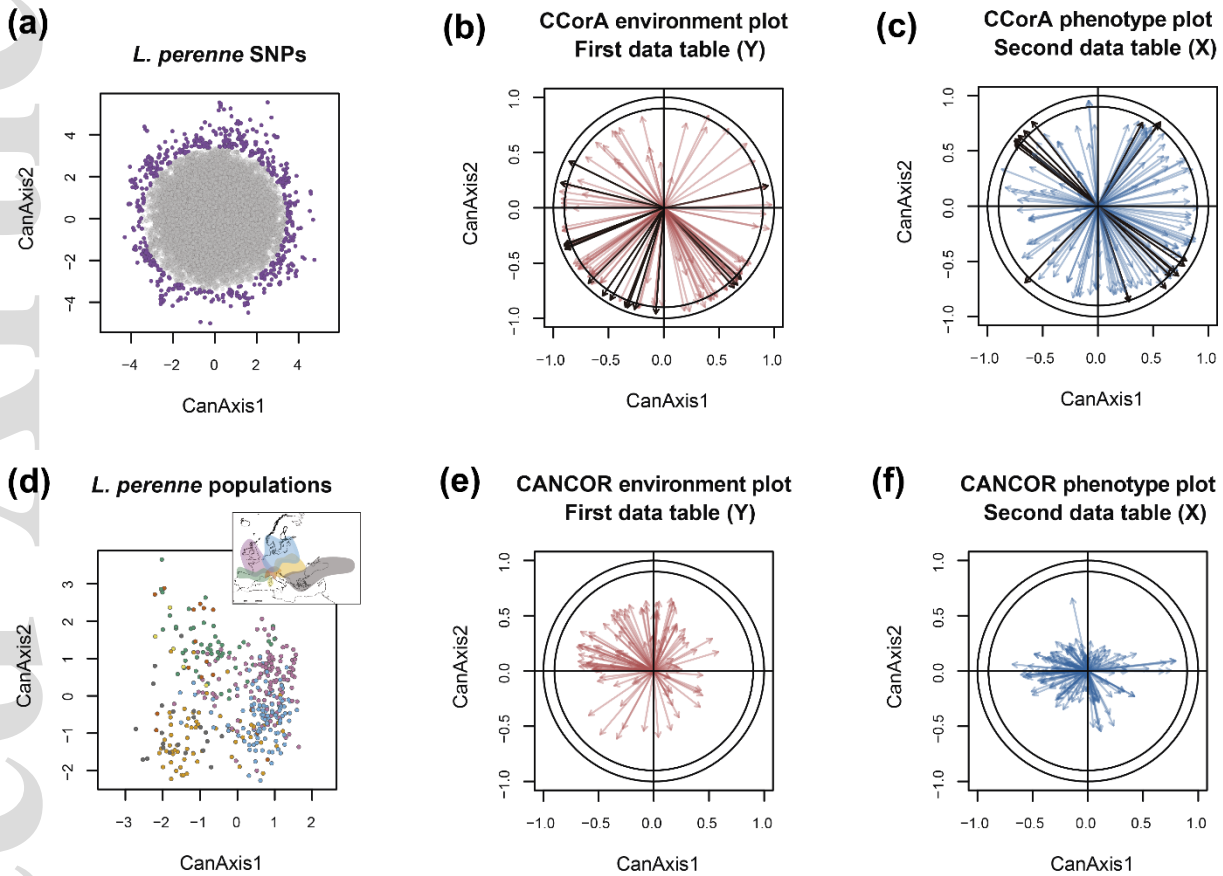 (a)
L. perenne SNPs
CanAxis2
4
2
0
−2
−4
−4 −2 0 2 4
CanAxis1
(b)
CCorA environment plot
First data table (Y)
CanAxis2
1.0
0.5
0.0
−0.5
−1.0
−1.0 −0.5 0.0 0.5 1.0
CanAxis1
(c)
CCorA phenotype plot
Second data table (X)
CanAxis2
1.0
0.5
0.0
−0.5
−1.0
−1.0 −0.5 0.0 0.5 1.0
CanAxis1
(d)
L. perenne populations
CanAxis2
3
2
1
0
−1
−2
−3 −2 −1 0 1 2
CanAxis1
(e)
CANCOR environment plot
First data table (Y)
CanAxis2
1.0
0.5
0.0
−0.5
−1.0
−1.0 −0.5 0.0 0.5 1.0
CanAxis1
(f)
CANCOR phenotype plot
Second data table (X)
CanAxis2
1.0
0.5
0.0
−0.5
−1.0
−1.0 −0.5 0.0 0.5 1.0
CanAxis1